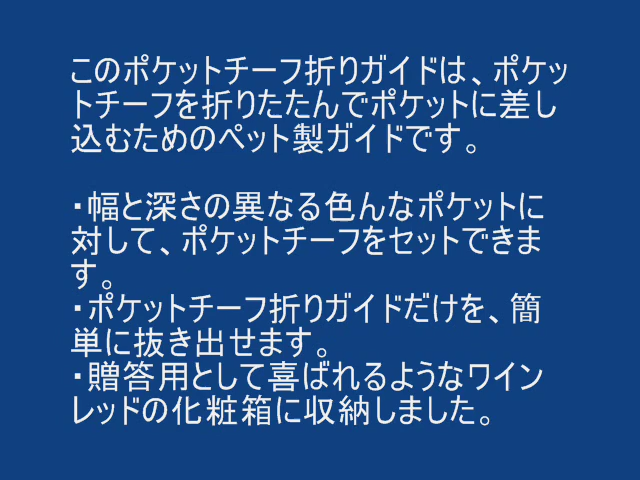 このポケットチーフ折りガイドは、ポケッ
トチーフを折りたたんでポケットに差し
込むためのペット製ガイドです。
・幅と深さの異なる色んなポケットに
対して、ポケットチーフをセットできま
す。
・ポケットチーフ折りガイドだけを、簡
単に抜き出せます。
・贈答用として喜ばれるようなワイン
レッドの化粧箱に収納しました。